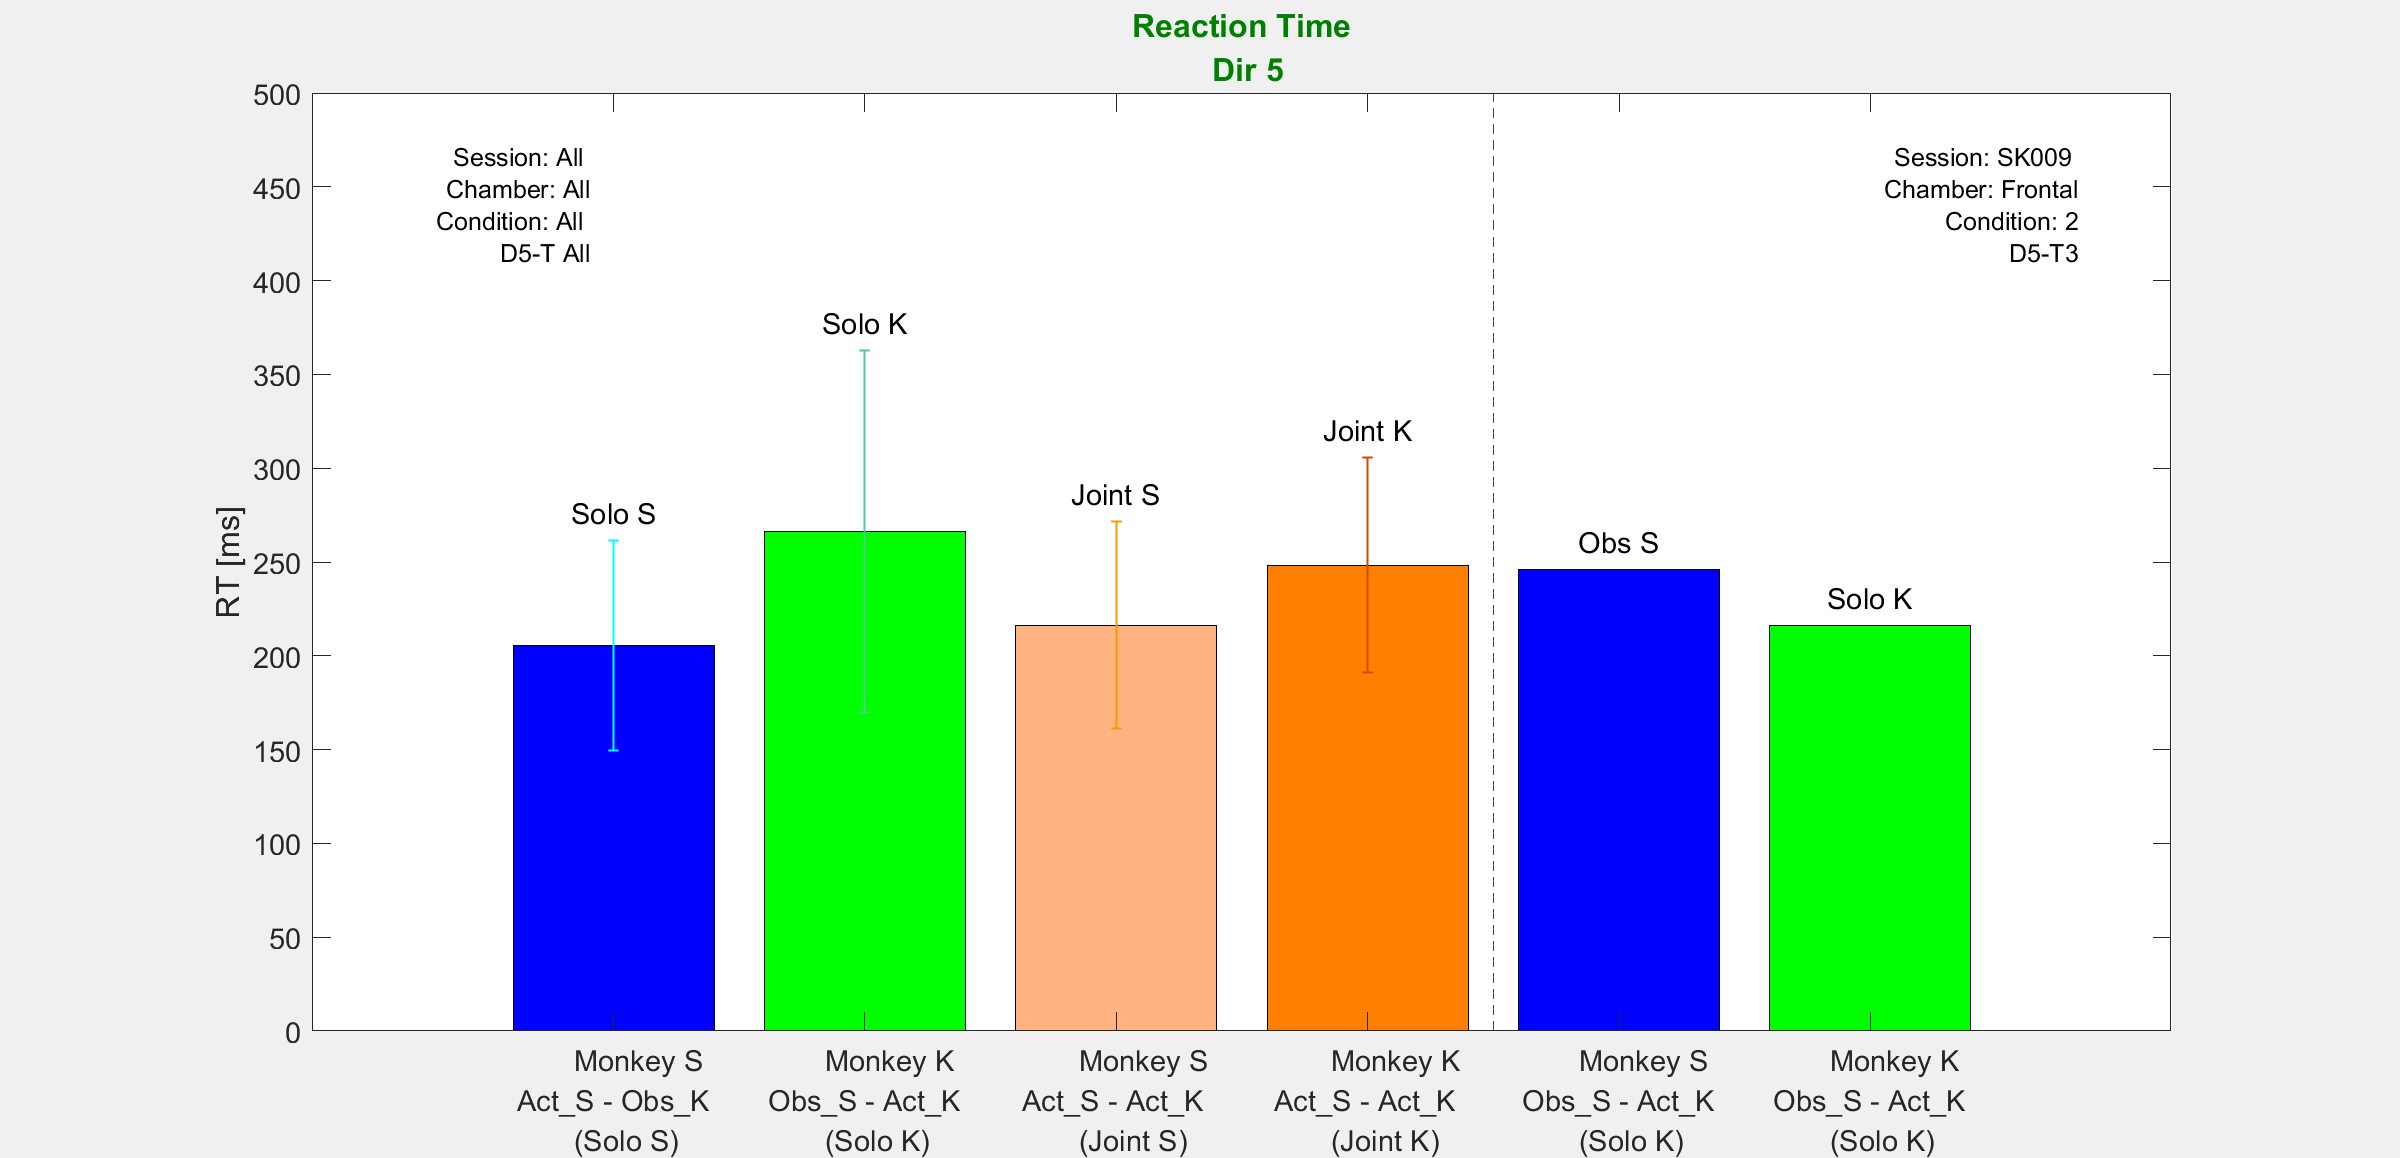 Reaction Time
Dir 5
500
450
400
350
300
250
200
150
100
50
0
RT [ms]
Session: All
Chamber: All
Condition: All
D5-T All
Session: SK009
Chamber: Frontal
Condition: 2
D5-T3
Solo S
Solo K
Joint S
Joint K
Obs S
Solo K
Monkey S
Act_S - Obs_K
(Solo S)
Monkey K
Obs_S - Act_K
(Solo K)
Monkey S
Act_S - Act_K
(Joint S)
Monkey K
Act_S - Act_K
(Joint K)
Monkey S
Obs_S - Act_K
(Solo K)
Monkey K
Obs_S - Act_K
(Solo K)